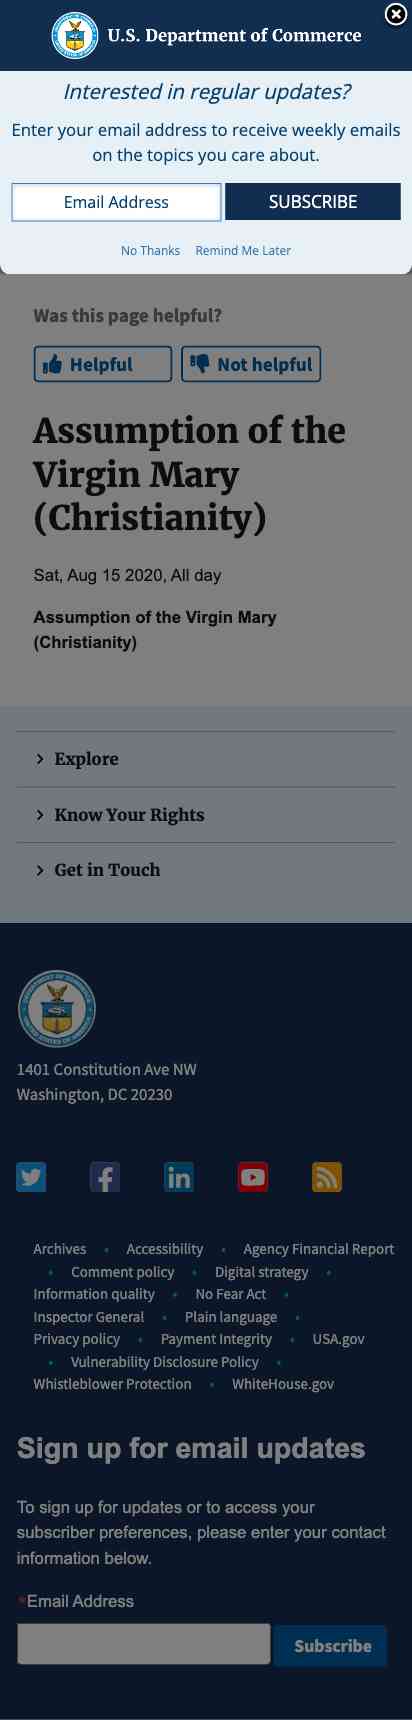 U.S. Department of Commerce
Interested in regular updates?
Enter your email address to receive weekly emails
on the topics you care about.
Email Address
SUBSCRIBE
No Thanks Remind Me Later
Was this page helpful?
Helpful
Not helpful
Assumption of the
Virgin Mary
(Christianity)
Sat, Aug 15 2020, All day
Assumption of the Virgin Mary
(Christianity)
Explore
Know Your Rights
Get in Touch
1401 Constitution Ave NW
Washington, DC 20230
Archives • Accessibility • Agency Financial Report
• Comment policy • Digital strategy •
Information quality • No Fear Act •
Inspector General • Plain language •
Privacy policy • Payment Integrity • USA.gov
• Vulnerability Disclosure Policy •
Whistleblower Protection • WhiteHouse.gov
Sign up for email updates
To sign up for updates or to access your
subscriber preferences, please enter your contact
information below.
*Email Address
Subscribe